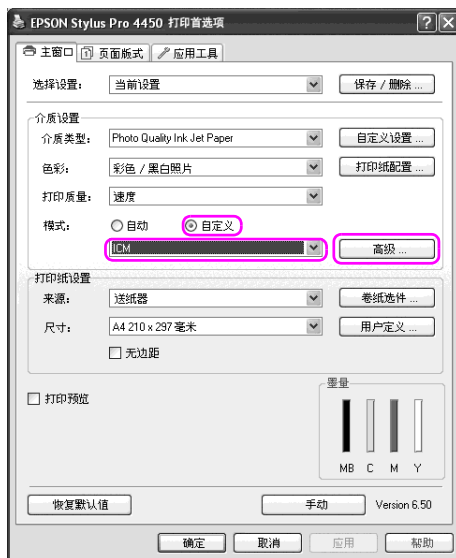 EPSON Stylus Pro 4450 打印首选项
主窗口 页面版式 应用工具
选择设置： 当前设置 保存 / 删除 ...
介质设置
介质类型： Photo Quality Ink Jet Paper 自定义设置 ...
色彩： 彩色 / 黑白照片 打印纸配置 ...
打印质量： 速度
模式： 自动 自定义
ICM 高级 ...
打印纸设置
来源： 送纸器 卷纸选件 ...
尺寸： A4 210 x 297 毫米 用户定义 ...
无边距
打印预览
墨量
MB C M Y
恢复默认值 手动 Version 6.50
确定 取消 应用 帮助